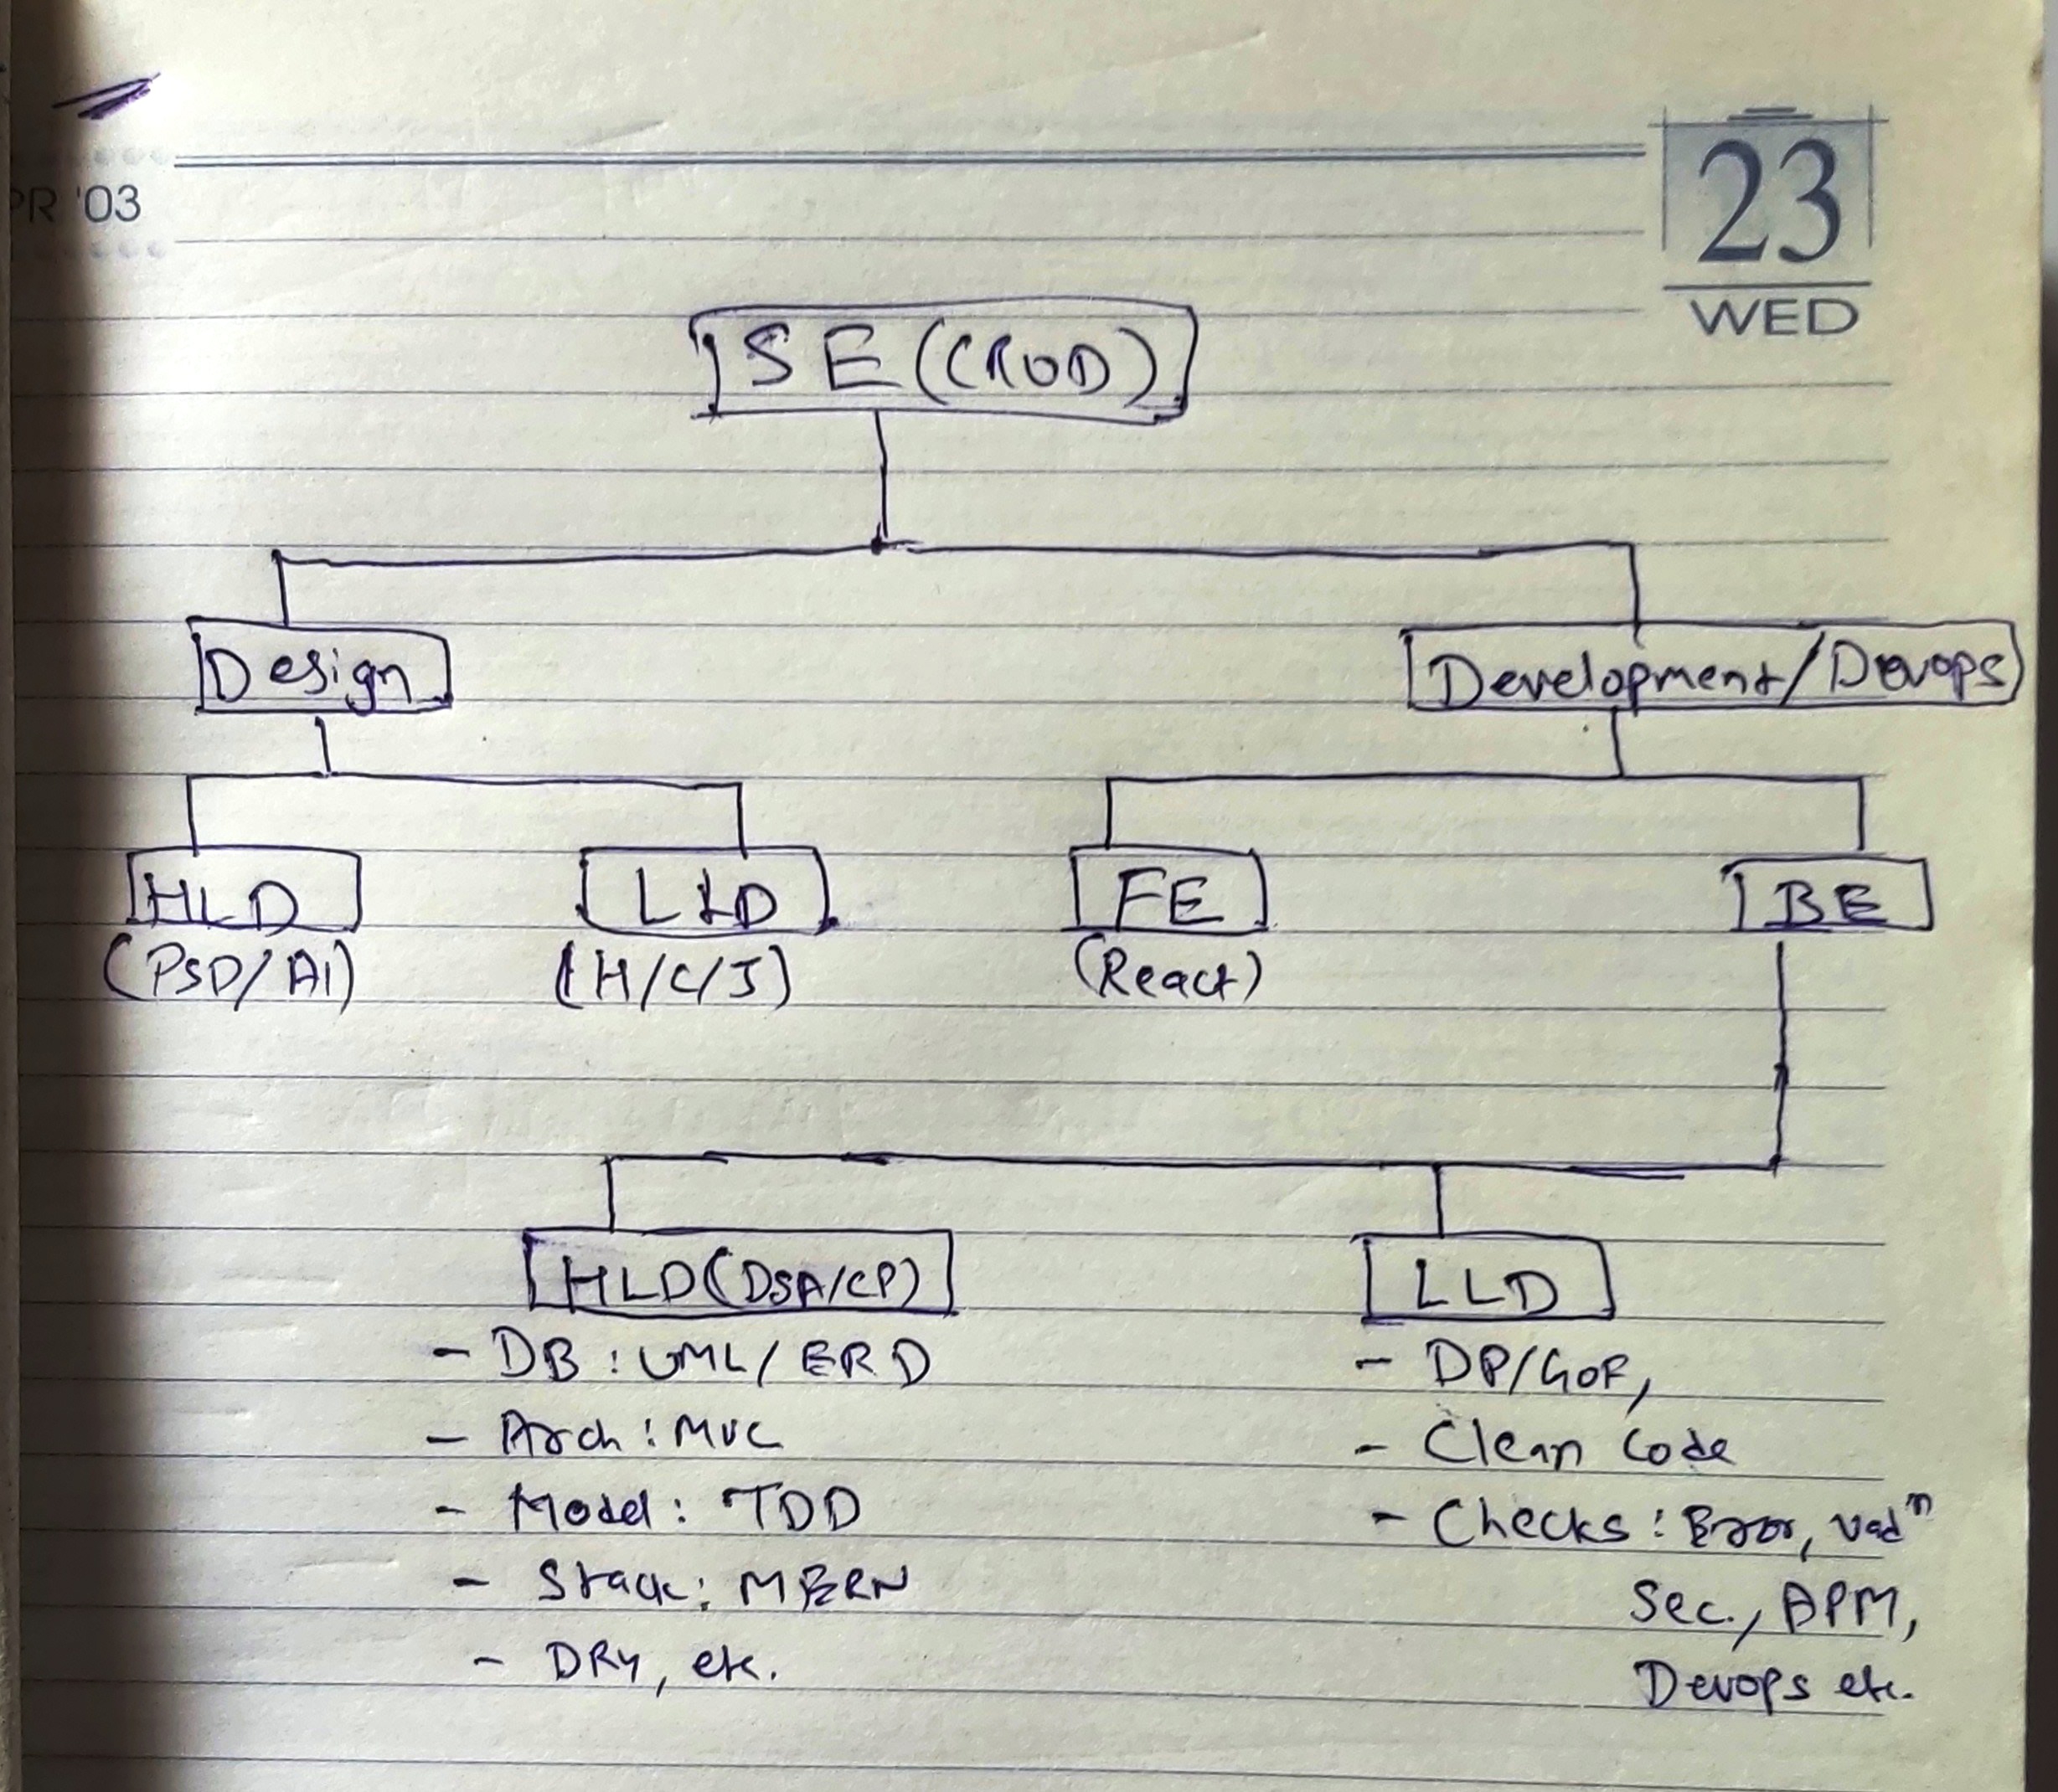 PR '03
23
WED
SE (CRUD)
Design
Development/Devops
HLD
(PSD/AI)
LLD
(H/C/J)
FE
(React)
BE
HLD (DSA/CP)
- DB : UML/ERD
- Arch : MVC
- Model : TDD
- Stack : MERN
- DRY, etc.
LLD
- DP/GOF,
- Clean Code
- Checks : Error,
Sec., APM,
Devops etc.